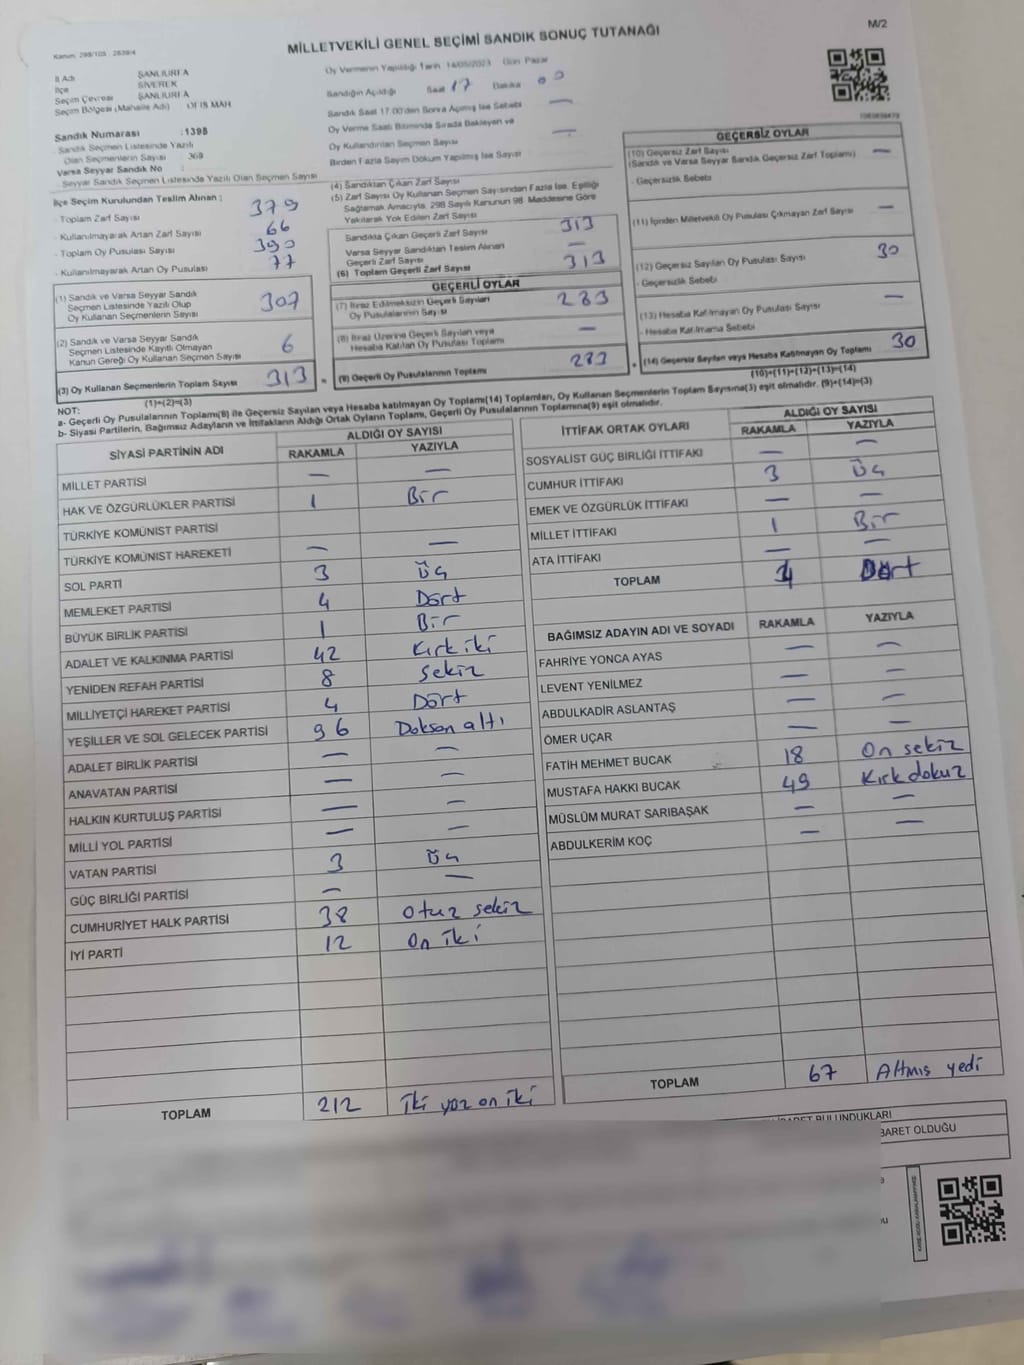 M/2
Kanun: 298/105 : 2839/4
MİLLETVEKİLİ GENEL SEÇİMİ SANDIK SONUÇ TUTANAĞI
İl Adı ŞANLIURFA
İlçe SİVEREK
Seçim Çevresi ŞANLIURFA
Seçim Bölgesi (Mahalle Adı) OFIS MAH
Sandık Numarası :1398
Sandık Seçmen Listesinde Yazılı
Olan Seçmenlerin Sayısı 369
Varsa Seyyar Sandık No :
Seyyar Sandık Seçmen Listesinde Yazılı Olan Seçmen Sayısı
Oy Vermenin Yapıldığı Tarih 14/05/2023 Gün Pazar
Sandığın Açıldığı Saat 17 Dakika 00
Sandık Saat 17.00'den Sonra Açılmış İse Sebebi —
Oy Verme Saati Bitiminde Sırada Bekleyen ve
Oy Kullandırılan Seçmen Sayısı —
Birden Fazla Sayım Döküm Yapılmış İse Sayısı
İlçe Seçim Kurulundan Teslim Alınan :
- Toplam Zarf Sayısı 379
- Kullanılmayarak Artan Zarf Sayısı 66
- Toplam Oy Pusulası Sayısı 390
- Kullanılmayarak Artan Oy Pusulası 77
(1) Sandık ve Varsa Seyyar Sandık
Seçmen Listesinde Yazılı Olup
Oy Kullanan Seçmenlerin Sayısı 307
(2) Sandık ve Varsa Seyyar Sandık
Seçmen Listesinde Kayıtlı Olmayan
Kanun Gereği Oy Kullanan Seçmen Sayısı 6
(3) Oy Kullanan Seçmenlerin Toplam Sayısı 313
(1)+(2)=(3)
(4) Sandıktan Çıkan Zarf Sayısı
(5) Zarf Sayısı Oy Kullanan Seçmen Sayısından Fazla İse, Eşitliği
Sağlamak Amacıyla, 298 Sayılı Kanunun 98. Maddesine Göre
Yakılarak Yok Edilen Zarf Sayısı
Sandıkta Çıkan Geçerli Zarf Sayısı 313
Varsa Seyyar Sandıktan Teslim Alınan
Geçerli Zarf Sayısı —
(6) Toplam Geçerli Zarf Sayısı 313
GEÇERLİ OYLAR
(7) İtiraz Edilmeksizin Geçerli Sayılan
Oy Pusulalarının Sayısı 283
(8) İtiraz Üzerine Geçerli Sayılan veya
Hesaba Katılan Oy Pusulası Toplamı —
(9) Geçerli Oy Pusulalarının Toplamı 283
GEÇERSİZ OYLAR
(10) Geçersiz Zarf Sayısı —
(Sandık ve Varsa Seyyar Sandık Geçersiz Zarf Toplamı)
- Geçersizlik Sebebi
(11) İçinden Milletvekili Oy Pusulası Çıkmayan Zarf Sayısı —
(12) Geçersiz Sayılan Oy Pusulası Sayısı 30
- Geçersizlik Sebebi
(13) Hesaba Katılmayan Oy Pusulası Sayısı —
- Hesaba Katılmama Sebebi
(14) Geçersiz Sayılan veya Hesaba Katılmayan Oy Toplamı 30
(10)+(11)+(12)+(13)=(14)
NOT:
a- Geçerli Oy Pusulalarının Toplamı(9) ile Geçersiz Sayılan veya Hesaba katılmayan Oy Toplamı(14) Toplamları, Oy Kullanan Seçmenlerin Toplam Sayısına(3) eşit olmalıdır. (9)+(14)=(3)
b- Siyasi Partilerin, Bağımsız Adayların ve İttifakların Aldığı Ortak Oyların Toplamı, Geçerli Oy Pusulalarının Toplamına(9) eşit olmalıdır.
SİYASİ PARTİNİN ADI ALDIĞI OY SAYISI
RAKAMLA YAZIYLA
MİLLET PARTİSİ — —
HAK VE ÖZGÜRLÜKLER PARTİSİ 1 Bir
TÜRKİYE KOMÜNİST PARTİSİ
TÜRKİYE KOMÜNİST HAREKETİ — —
SOL PARTİ 3 Üç
MEMLEKET PARTİSİ 4 Dört
BÜYÜK BİRLİK PARTİSİ 1 Bir
ADALET VE KALKINMA PARTİSİ 42 Kırk iki
YENİDEN REFAH PARTİSİ 8 sekiz
MİLLİYETÇİ HAREKET PARTİSİ 4 Dört
YEŞİLLER VE SOL GELECEK PARTİSİ 96 Doksan altı
ADALET BİRLİK PARTİSİ — —
ANAVATAN PARTİSİ — —
HALKIN KURTULUŞ PARTİSİ — —
MİLLİ YOL PARTİSİ — —
VATAN PARTİSİ 3 Üç
GÜÇ BİRLİĞİ PARTİSİ — —
CUMHURİYET HALK PARTİSİ 38 Otuz sekiz
İYİ PARTİ 12 On iki
TOPLAM 212 iki yüz on iki
İTTİFAK ORTAK OYLARI ALDIĞI OY SAYISI
RAKAMLA YAZIYLA
SOSYALİST GÜÇ BİRLİĞİ İTTİFAKI — —
CUMHUR İTTİFAKI 3 Üç
EMEK VE ÖZGÜRLÜK İTTİFAKI — —
MİLLET İTTİFAKI 1 Bir
ATA İTTİFAKI — —
TOPLAM 4 Dört
BAĞIMSIZ ADAYIN ADI VE SOYADI RAKAMLA YAZIYLA
FAHRİYE YONCA AYAS — —
LEVENT YENİLMEZ — —
ABDULKADİR ASLANTAŞ — —
ÖMER UÇAR — —
FATİH MEHMET BUCAK 18 On sekiz
MUSTAFA HAKKI BUCAK 49 Kırk dokuz
MÜSLÜM MURAT SARIBAŞAK — —
ABDULKERİM KOÇ — —
TOPLAM 67 Altmış yedi
BULUNDUKLARI
BARET OLDUĞU